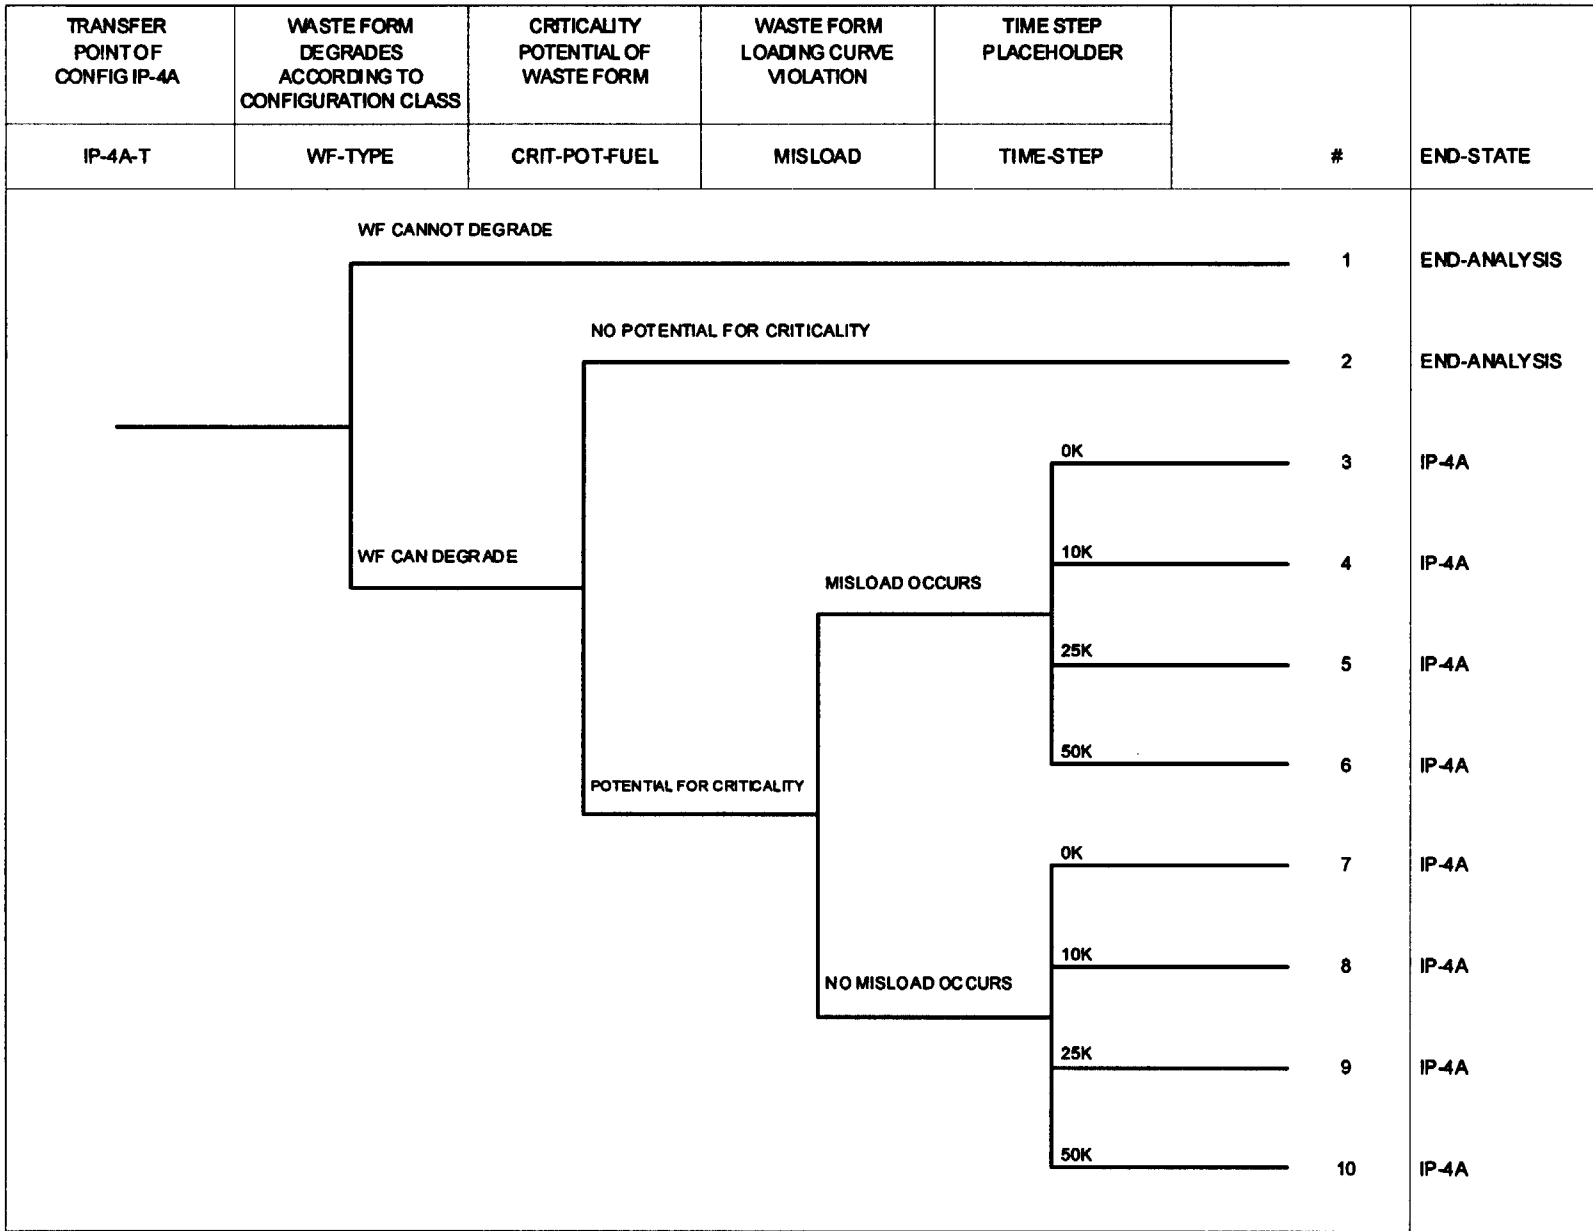 TRANSFER
POINT OF
CONFIG IP-4A
WASTE FORM
DEGRADES
ACCORDING TO
CONFIGURATION CLASS
CRITICALITY
POTENTIAL OF
WASTE FORM
WASTE FORM
LOADING CURVE
VIOLATION
TIME STEP
PLACEHOLDER
IP-4A-T
WF-TYPE
CRIT-POT-FUEL
MISLOAD
TIME-STEP
#
END-STATE
WF CANNOT DEGRADE
1
END-ANALYSIS
NO POTENTIAL FOR CRITICALITY
2
END-ANALYSIS
0K
3
IP-4A
WF CAN DEGRADE
10K
4
IP-4A
MISLOAD OCCURS
25K
5
IP-4A
50K
6
IP-4A
POTENTIAL FOR CRITICALITY
0K
7
IP-4A
10K
8
IP-4A
NO MISLOAD OCCURS
25K
9
IP-4A
50K
10
IP-4A